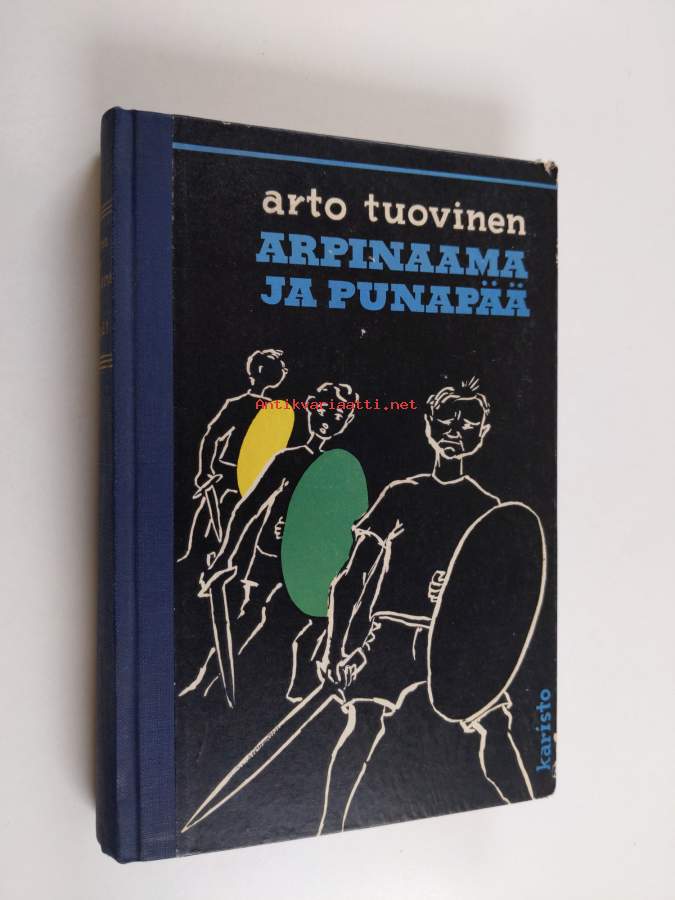 arto tuovinen
ARPINAAMA
JA PUNAPÄÄ
Antikvariaatti.net
karisto